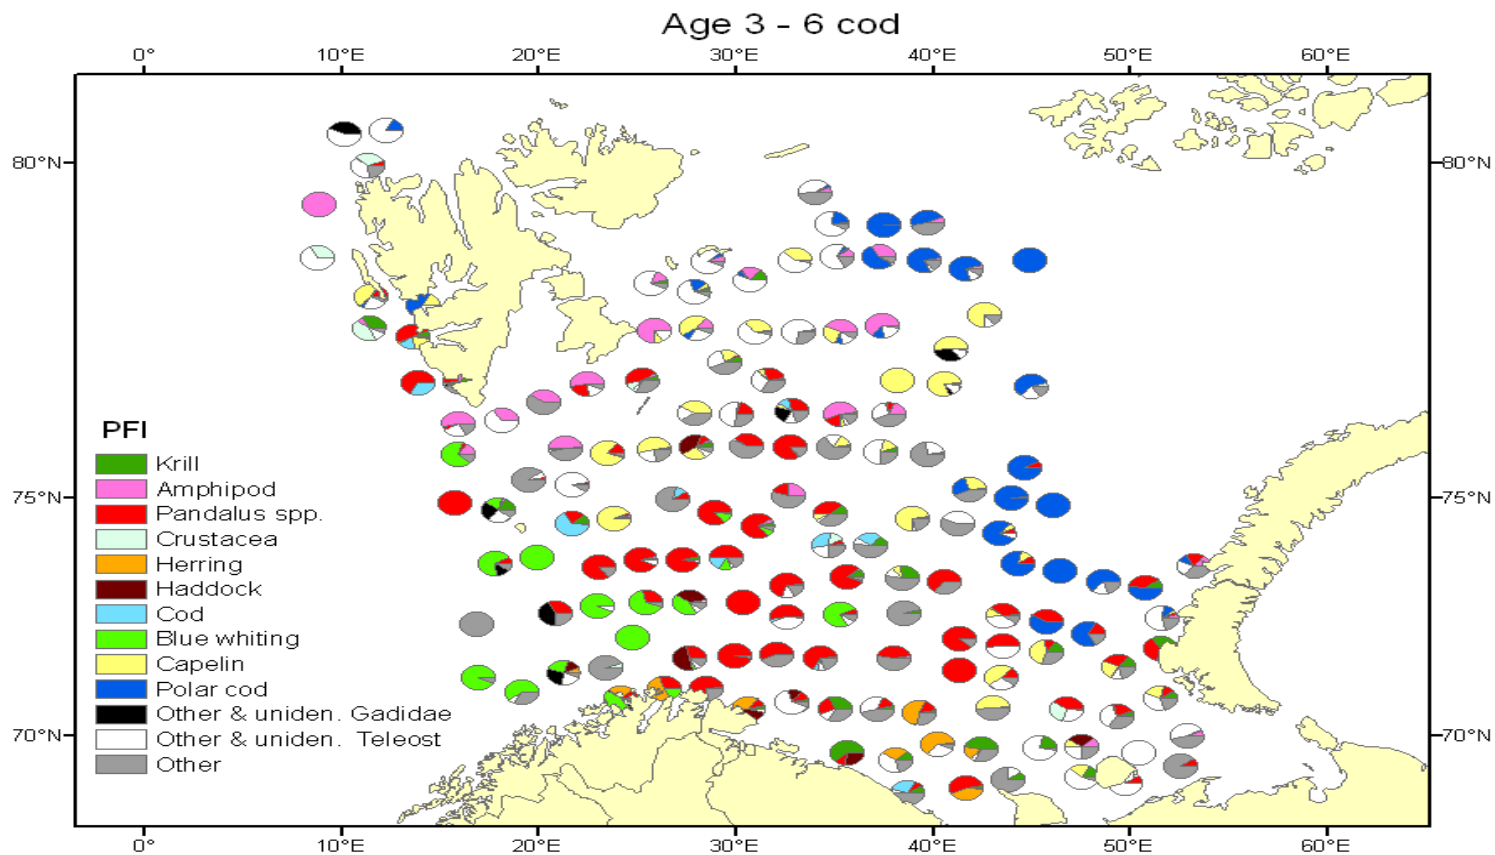 Age 3 - 6 cod
0° 10°E 20°E 30°E 40°E 50°E 60°E
80°N 80°N
PFI
Krill
Amphipod
75°N 75°N
Pandalus spp.
Crustacea
Herring
Haddock
Cod
Blue whiting
Capelin
Polar cod
Other & uniden. Gadidae
70°N Other & uniden. Teleost 70°N
Other
0° 10°E 20°E 30°E 40°E 50°E 60°E